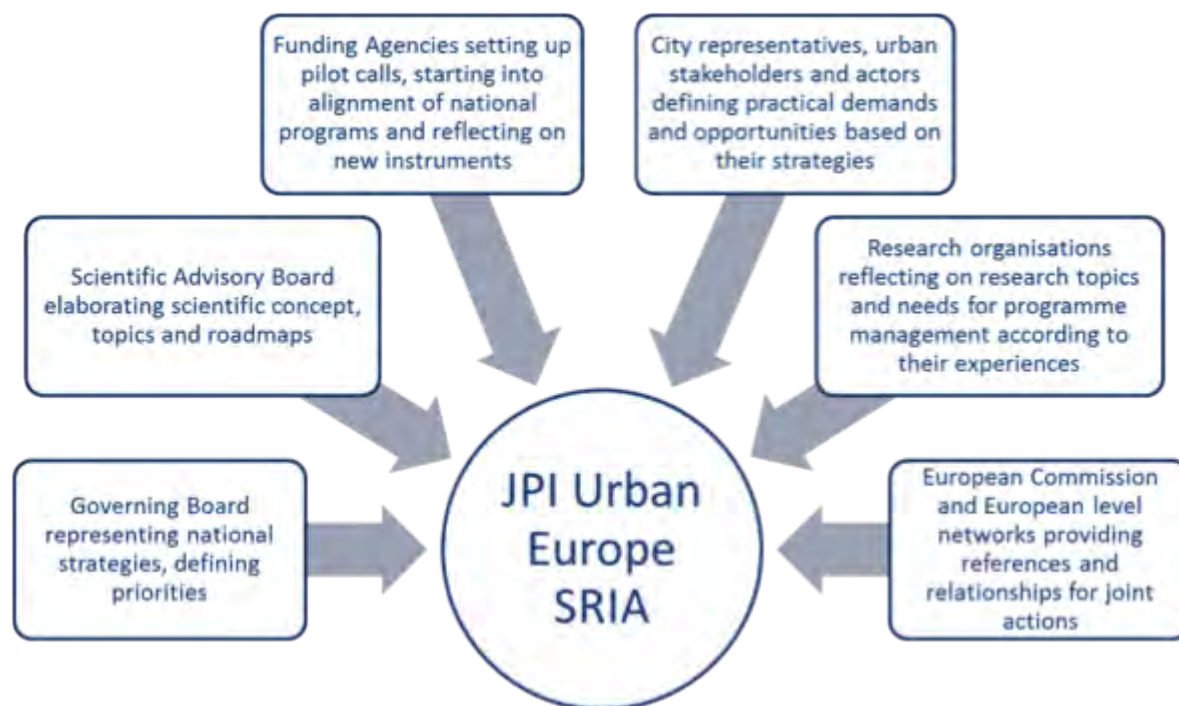 Funding Agencies setting up
pilot calls, starting into
alignment of national
programs and reflecting on
new instruments
City representatives, urban
stakeholders and actors
defining practical demands
and opportunities based on
their strategies
Scientific Advisory Board
elaborating scientific concept,
topics and roadmaps
Research organisations
reflecting on research topics
and needs for programme
management according to
their experiences
Governing Board
representing national
strategies, defining
priorities
JPI Urban
Europe
SRIA
European Commission
and European level
networks providing
references and
relationships for joint
actions